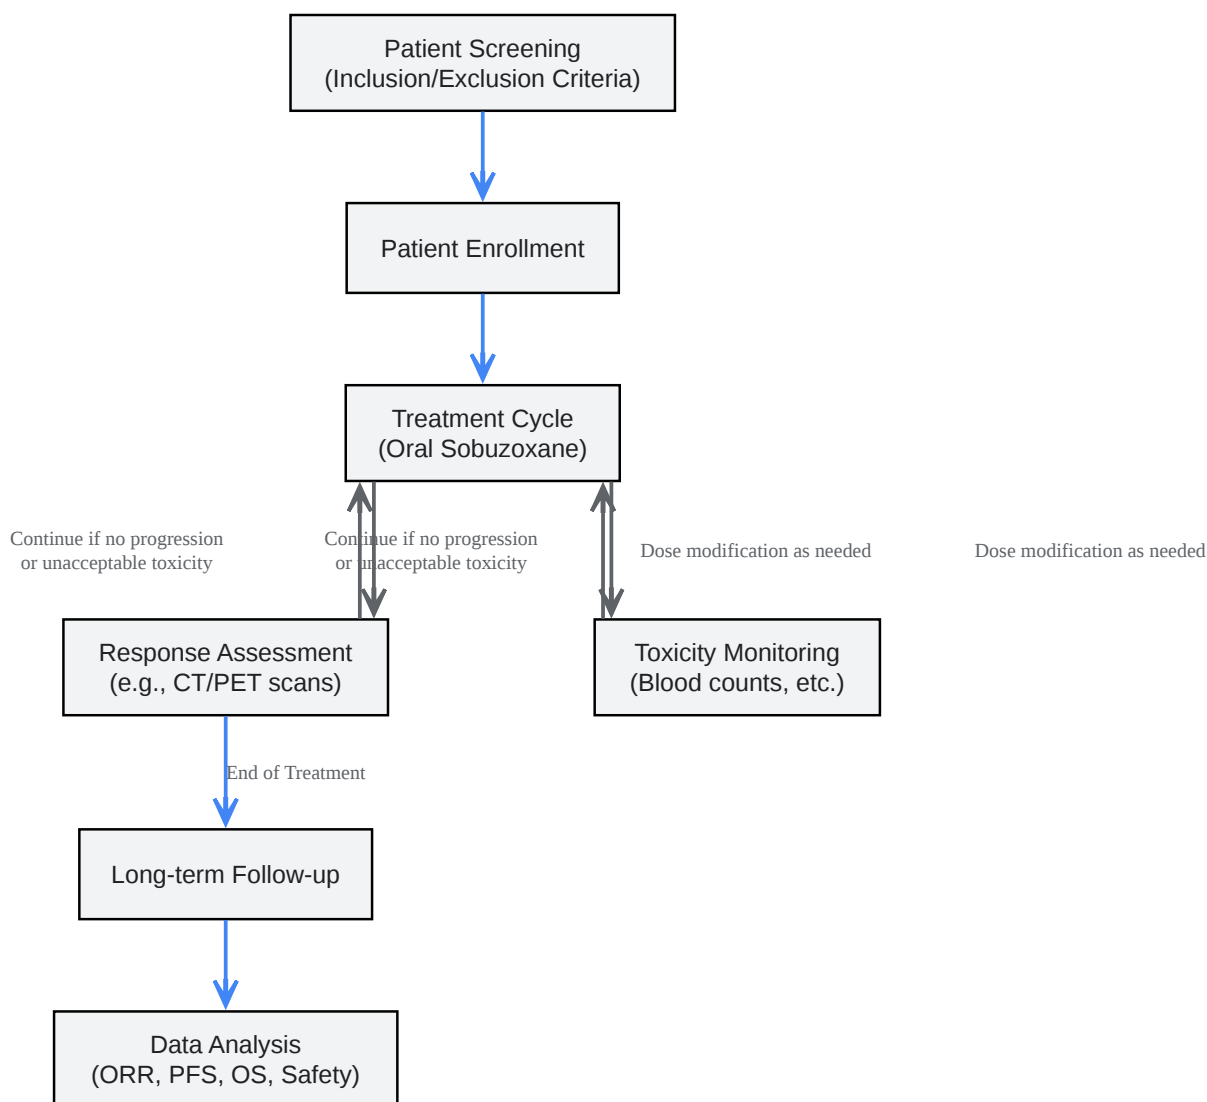 Patient Screening
(Inclusion/Exclusion Criteria)
Patient Enrollment
Treatment Cycle
(Oral Sobuzoxane)
Continue if no progression
or unacceptable toxicity
Continue if no progression
or unacceptable toxicity
Dose modification as needed
Dose modification as needed
Response Assessment
(e.g., CT/PET scans)
Toxicity Monitoring
(Blood counts, etc.)
End of Treatment
Long-term Follow-up
Data Analysis
(ORR, PFS, OS, Safety)